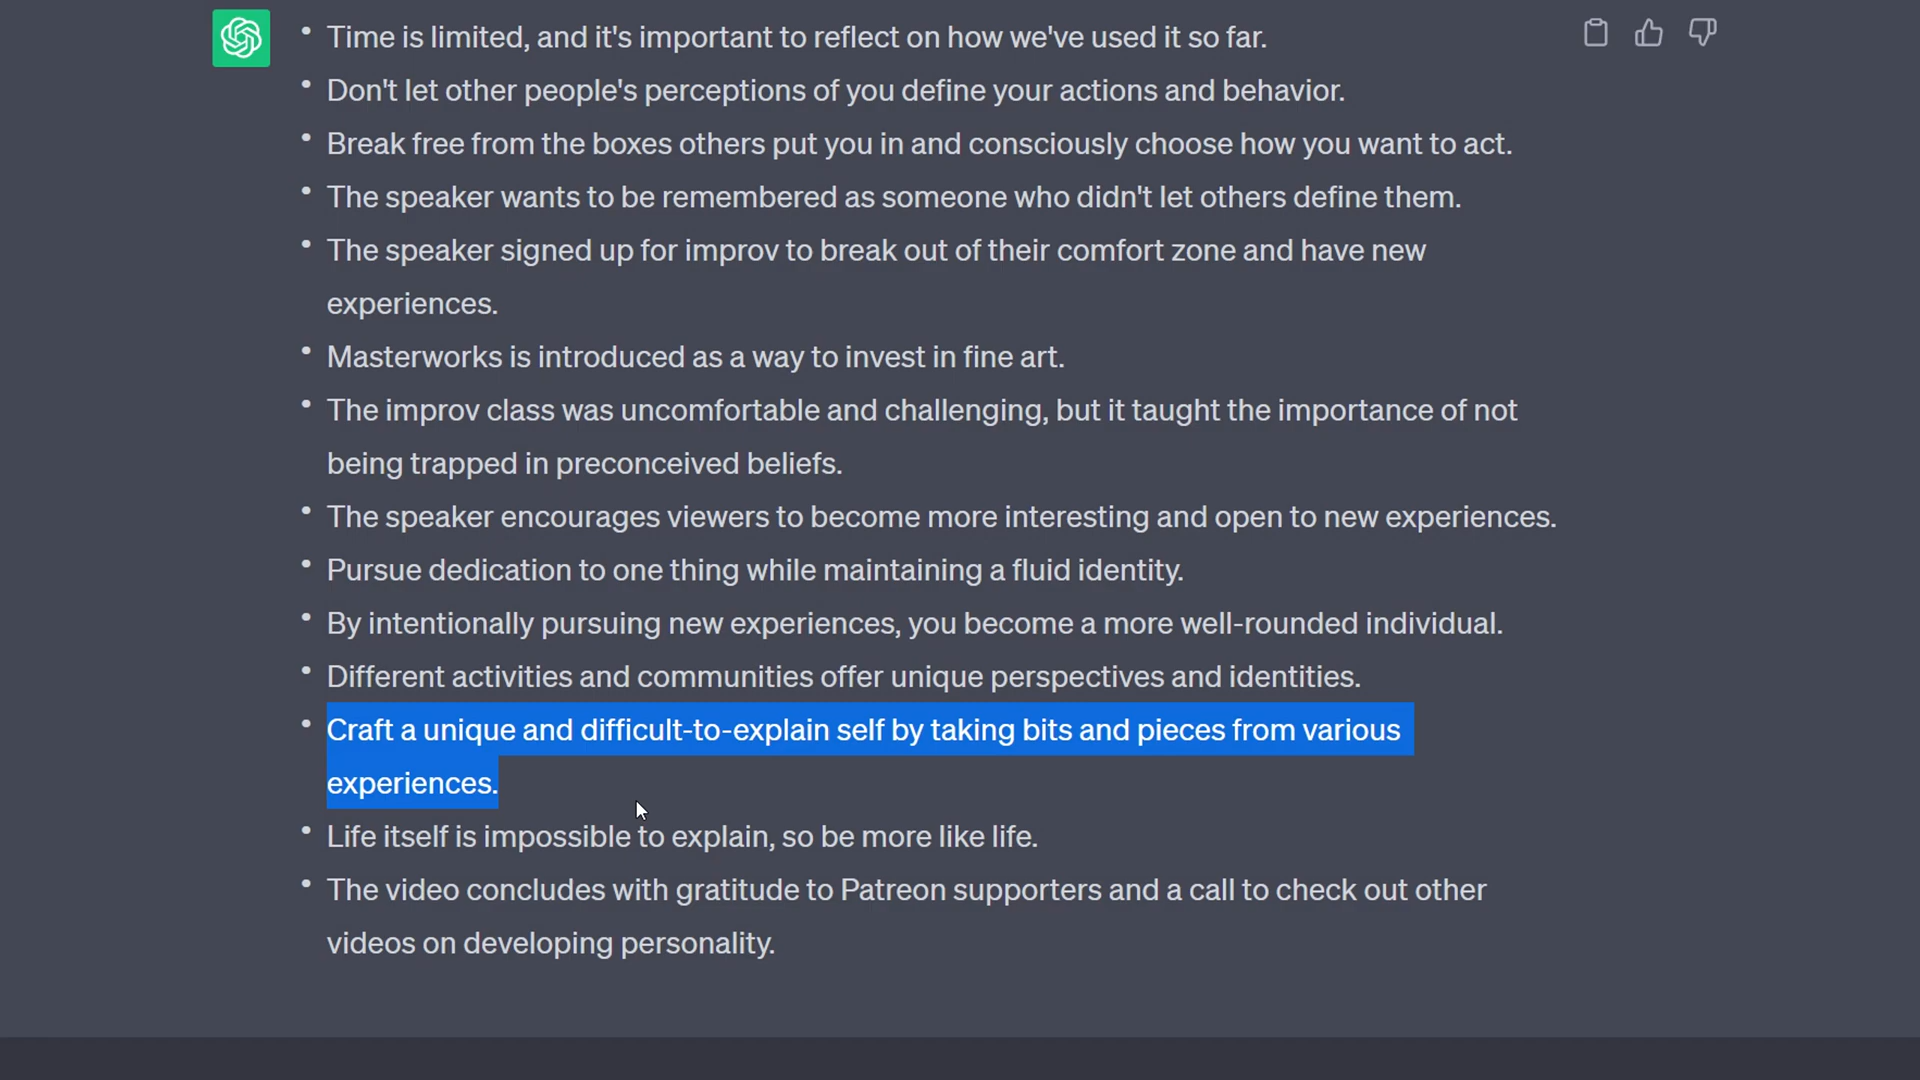 • Time is limited, and it's important to reflect on how we've used it so far.
• Don't let other people's perceptions of you define your actions and behavior.
• Break free from the boxes others put you in and consciously choose how you want to act.
• The speaker wants to be remembered as someone who didn't let others define them.
• The speaker signed up for improv to break out of their comfort zone and have new
experiences.
• Masterworks is introduced as a way to invest in fine art.
• The improv class was uncomfortable and challenging, but it taught the importance of not
being trapped in preconceived beliefs.
• The speaker encourages viewers to become more interesting and open to new experiences.
• Pursue dedication to one thing while maintaining a fluid identity.
• By intentionally pursuing new experiences, you become a more well-rounded individual.
• Different activities and communities offer unique perspectives and identities.
• Craft a unique and difficult-to-explain self by taking bits and pieces from various
experiences.
• Life itself is impossible to explain, so be more like life.
• The video concludes with gratitude to Patreon supporters and a call to check out other
videos on developing personality.